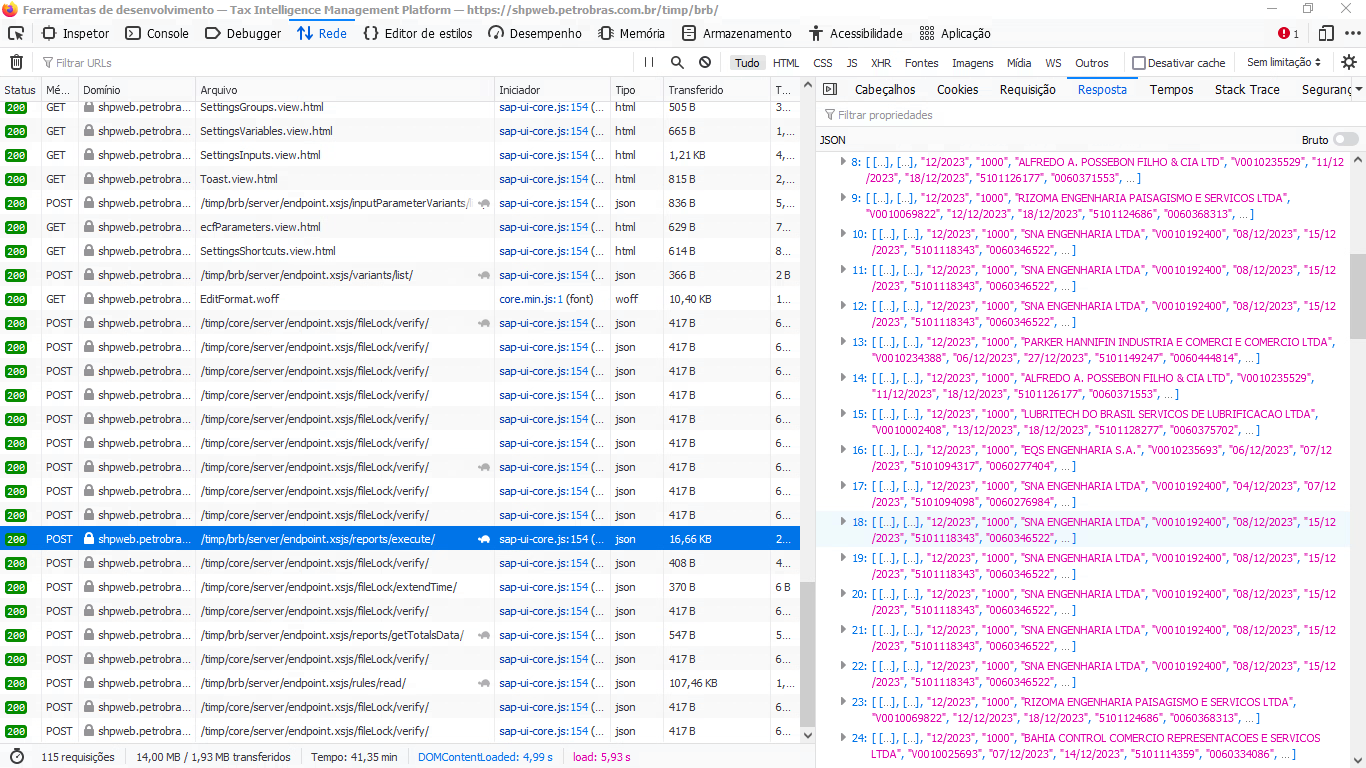 Ferramentas de desenvolvimento — Tax Intelligence Management Platform — https://shpweb.petrobras.com.br/timp/brb/
Inspetor Console Debugger Rede Editor de estilos Desempenho Memória Armazenamento Acessibilidade Aplicação 1
Filtrar URLs Tudo HTML CSS JS XHR Fontes Imagens Mídia WS Outros Desativar cache Sem limitação
Status Mé... Domínio Arquivo Iniciador Tipo Transferido T...
200 GET shpweb.petrobra... SettingsGroups.view.html sap-ui-core.js:154 (... html 505 B 3...
200 GET shpweb.petrobra... SettingsVariables.view.html sap-ui-core.js:154 (... html 665 B 1,...
200 GET shpweb.petrobra... SettingsInputs.view.html sap-ui-core.js:154 (... html 1,21 KB 4,...
200 GET shpweb.petrobra... Toast.view.html sap-ui-core.js:154 (... html 815 B 2,...
200 POST shpweb.petrobra... /timp/brb/server/endpoint.xsjs/inputParameterVariants/ sap-ui-core.js:154 (... json 836 B 5,...
200 GET shpweb.petrobra... ecfParameters.view.html sap-ui-core.js:154 (... html 629 B 7...
200 GET shpweb.petrobra... SettingsShortcuts.view.html sap-ui-core.js:154 (... html 614 B 8...
200 POST shpweb.petrobra... /timp/brb/server/endpoint.xsjs/variants/list/ sap-ui-core.js:154 (... json 366 B 2 B
200 GET shpweb.petrobra... EditFormat.woff core.min.js:1 (font) woff 10,40 KB 1...
200 POST shpweb.petrobra... /timp/core/server/endpoint.xsjs/fileLock/verify/ sap-ui-core.js:154 (... json 417 B 6...
200 POST shpweb.petrobra... /timp/core/server/endpoint.xsjs/fileLock/verify/ sap-ui-core.js:154 (... json 417 B 6...
200 POST shpweb.petrobra... /timp/core/server/endpoint.xsjs/fileLock/verify/ sap-ui-core.js:154 (... json 417 B 6...
200 POST shpweb.petrobra... /timp/core/server/endpoint.xsjs/fileLock/verify/ sap-ui-core.js:154 (... json 417 B 6...
200 POST shpweb.petrobra... /timp/core/server/endpoint.xsjs/fileLock/verify/ sap-ui-core.js:154 (... json 417 B 6...
200 POST shpweb.petrobra... /timp/core/server/endpoint.xsjs/fileLock/verify/ sap-ui-core.js:154 (... json 417 B 6...
200 POST shpweb.petrobra... /timp/core/server/endpoint.xsjs/fileLock/verify/ sap-ui-core.js:154 (... json 417 B 6...
200 POST shpweb.petrobra... /timp/core/server/endpoint.xsjs/fileLock/verify/ sap-ui-core.js:154 (... json 417 B 6...
200 POST shpweb.petrobra... /timp/core/server/endpoint.xsjs/fileLock/verify/ sap-ui-core.js:154 (... json 417 B 6...
200 POST shpweb.petrobra... /timp/brb/server/endpoint.xsjs/reports/execute/ sap-ui-core.js:154 (... json 16,66 KB 2...
200 POST shpweb.petrobra... /timp/core/server/endpoint.xsjs/fileLock/verify/ sap-ui-core.js:154 (... json 408 B 4...
200 POST shpweb.petrobra... /timp/core/server/endpoint.xsjs/fileLock/extendTime/ sap-ui-core.js:154 (... json 370 B 6 B
200 POST shpweb.petrobra... /timp/core/server/endpoint.xsjs/fileLock/verify/ sap-ui-core.js:154 (... json 417 B 6...
200 POST shpweb.petrobra... /timp/brb/server/endpoint.xsjs/reports/getTotalsData/ sap-ui-core.js:154 (... json 547 B 5...
200 POST shpweb.petrobra... /timp/core/server/endpoint.xsjs/fileLock/verify/ sap-ui-core.js:154 (... json 417 B 6...
200 POST shpweb.petrobra... /timp/brb/server/endpoint.xsjs/rules/read/ sap-ui-core.js:154 (... json 107,46 KB 1,...
200 POST shpweb.petrobra... /timp/core/server/endpoint.xsjs/fileLock/verify/ sap-ui-core.js:154 (... json 417 B 6...
200 POST shpweb.petrobra... /timp/core/server/endpoint.xsjs/fileLock/verify/ sap-ui-core.js:154 (... json 417 B 6...
115 requisições 14,00 MB / 1,93 MB transferidos Tempo: 41,35 min DOMContentLoaded: 4,99 s load: 5,93 s
Cabeçalhos Cookies Requisição Resposta Tempos Stack Trace Seguranç
Filtrar propriedades
JSON Bruto
8: [ [...], [...], "12/2023", "1000", "ALFREDO A. POSSEBON FILHO & CIA LTD", "V0010235529", "11/12
/2023", "18/12/2023", "5101126177", "0060371553", ... ]
9: [ [...], [...], "12/2023", "1000", "RIZOMA ENGENHARIA PAISAGISMO E SERVICOS LTDA",
"V0010069822", "12/12/2023", "18/12/2023", "5101124686", "0060368313", ... ]
10: [ [...], [...], "12/2023", "1000", "SNA ENGENHARIA LTDA", "V0010192400", "08/12/2023", "15/12
/2023", "5101118343", "0060346522", ... ]
11: [ [...], [...], "12/2023", "1000", "SNA ENGENHARIA LTDA", "V0010192400", "08/12/2023", "15/12
/2023", "5101118343", "0060346522", ... ]
12: [ [...], [...], "12/2023", "1000", "SNA ENGENHARIA LTDA", "V0010192400", "08/12/2023", "15/12
/2023", "5101118343", "0060346522", ... ]
13: [ [...], [...], "12/2023", "1000", "PARKER HANNIFIN INDUSTRIA E COMERCI E COMERCIO LTDA",
"V0010234388", "06/12/2023", "27/12/2023", "5101149247", "0060444814", ... ]
14: [ [...], [...], "12/2023", "1000", "ALFREDO A. POSSEBON FILHO & CIA LTD", "V0010235529",
"11/12/2023", "18/12/2023", "5101126177", "0060371553", ... ]
15: [ [...], [...], "12/2023", "1000", "LUBRITECH DO BRASIL SERVICOS DE LUBRIFICACAO LTDA",
"V0010002408", "13/12/2023", "18/12/2023", "5101128277", "0060375702", ... ]
16: [ [...], [...], "12/2023", "1000", "EQS ENGENHARIA S.A.", "V0010235693", "06/12/2023", "07/12
/2023", "5101094317", "0060277404", ... ]
17: [ [...], [...], "12/2023", "1000", "SNA ENGENHARIA LTDA", "V0010192400", "04/12/2023", "07/12
/2023", "5101094098", "0060276984", ... ]
18: [ [...], [...], "12/2023", "1000", "SNA ENGENHARIA LTDA", "V0010192400", "08/12/2023", "15/12
/2023", "5101118343", "0060346522", ... ]
19: [ [...], [...], "12/2023", "1000", "SNA ENGENHARIA LTDA", "V0010192400", "08/12/2023", "15/12
/2023", "5101118343", "0060346522", ... ]
20: [ [...], [...], "12/2023", "1000", "SNA ENGENHARIA LTDA", "V0010192400", "08/12/2023", "15/12
/2023", "5101118343", "0060346522", ... ]
21: [ [...], [...], "12/2023", "1000", "SNA ENGENHARIA LTDA", "V0010192400", "08/12/2023", "15/12
/2023", "5101118343", "0060346522", ... ]
22: [ [...], [...], "12/2023", "1000", "SNA ENGENHARIA LTDA", "V0010192400", "08/12/2023", "15/12
/2023", "5101118343", "0060346522", ... ]
23: [ [...], [...], "12/2023", "1000", "RIZOMA ENGENHARIA PAISAGISMO E SERVICOS LTDA",
"V0010069822", "12/12/2023", "18/12/2023", "5101124686", "0060368313", ... ]
24: [ [...], [...], "12/2023", "1000", "BAHIA CONTROL COMERCIO REPRESENTACOES E SERVICOS
LTDA", "V0010025693", "07/12/2023", "14/12/2023", "5101114359", "0060334086", ... ]